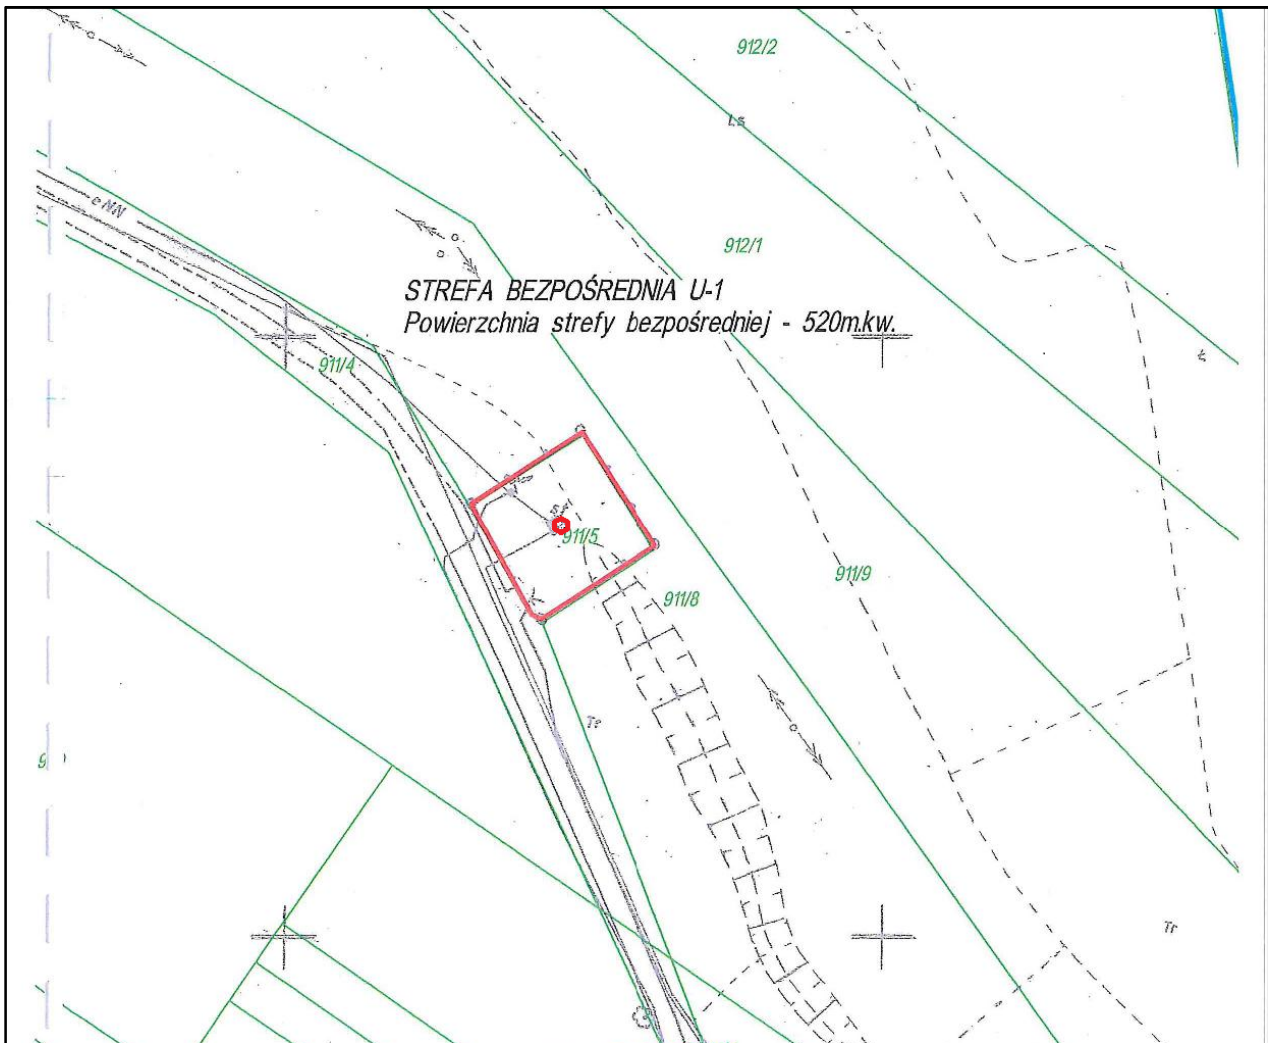 912/2
Ls
e NN
912/1
STREFA BEZPOŚREDNIA U-1
Powierzchnia strefy bezpośredniej - 520m.kw.
911/4
911/5
911/9
911/8
Tr
Tr